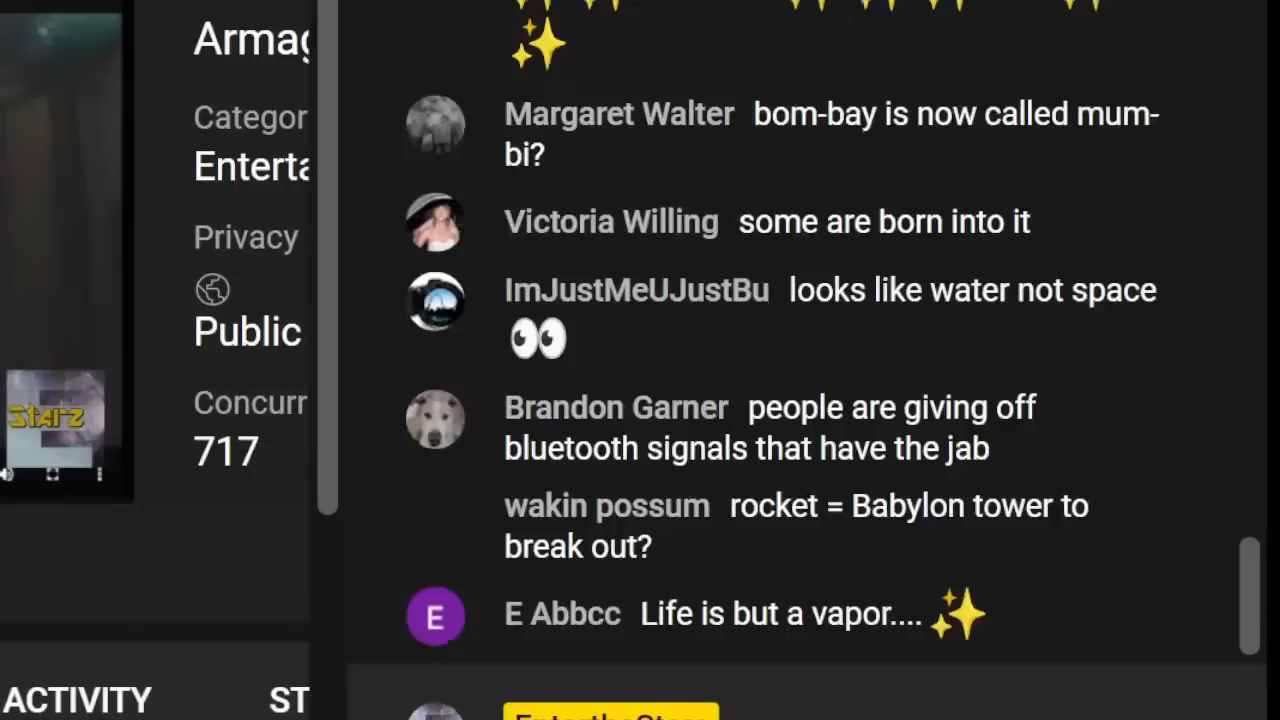 Armag
Categor
Enterta
Privacy
Public
Concurr
717
Starz
ACTIVITY ST
Margaret Walter bom-bay is now called mum-
bi?
Victoria Willing some are born into it
ImJustMeUJustBu looks like water not space
👀
Brandon Garner people are giving off
bluetooth signals that have the jab
wakin possum rocket = Babylon tower to
break out?
E
E Abbcc Life is but a vapor.... ✨